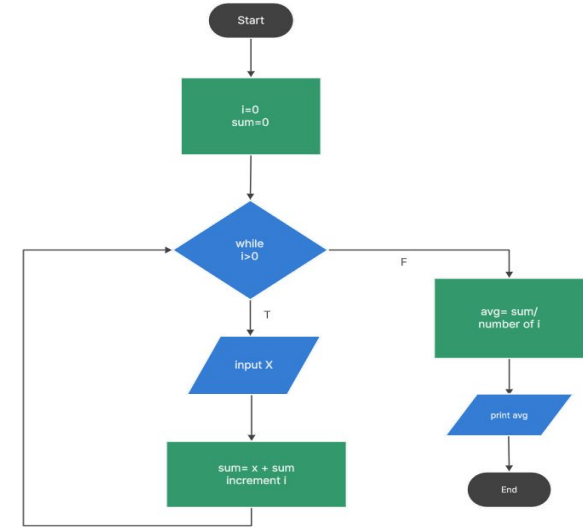 Start
i=0
sum=0
while
i>0
F
T
avg= sum/
number of i
input X
print avg
sum= x + sum
increment i
End